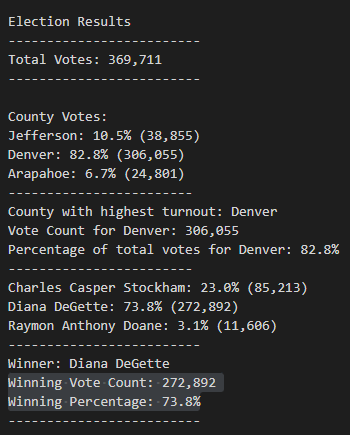 Election Results
-------------------------
Total Votes: 369,711
-------------------------
County Votes:
Jefferson: 10.5% (38,855)
Denver: 82.8% (306,055)
Arapahoe: 6.7% (24,801)
------------------------
County with highest turnout: Denver
Vote Count for Denver: 306,055
Percentage of total votes for Denver: 82.8%
------------------------
Charles Casper Stockham: 23.0% (85,213)
Diana DeGette: 73.8% (272,892)
Raymon Anthony Doane: 3.1% (11,606)
-------------------------
Winner: Diana DeGette
Winning Vote Count: 272,892
Winning Percentage: 73.8%
-------------------------